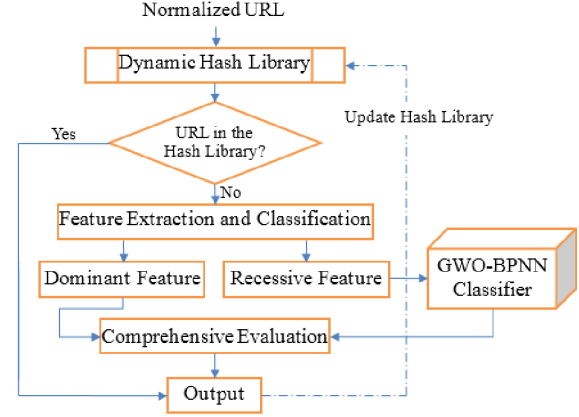 Normalized URL
Dynamic Hash Library
Update Hash Library
Yes
URL in the
Hash Library?
No
Feature Extraction and Classification
Dominant Feature
Recessive Feature
GWO-BPNN
Classifier
Comprehensive Evaluation
Output